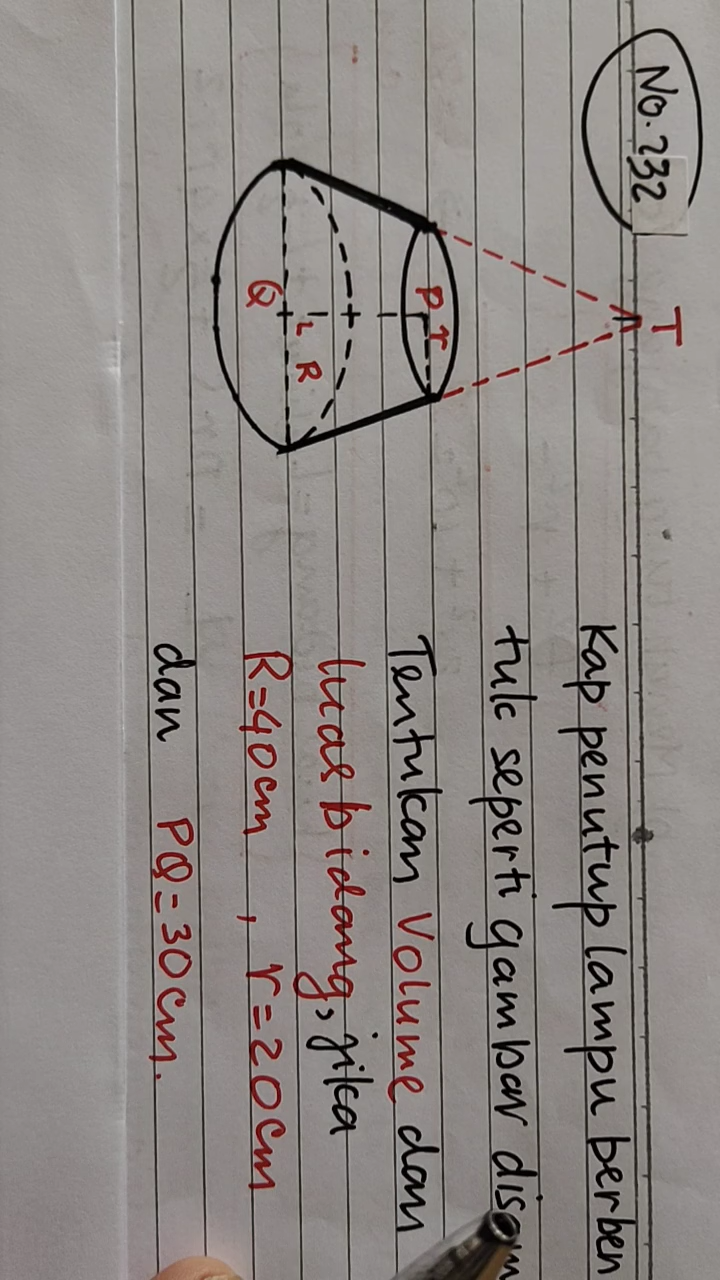 No. 232
T
P r
Q R
Kap penutup lampu berben
tuk seperti gambar disam
Tentukan Volume dan
luas bidang, jika
R=40cm , r=20cm
dan PQ=30cm.